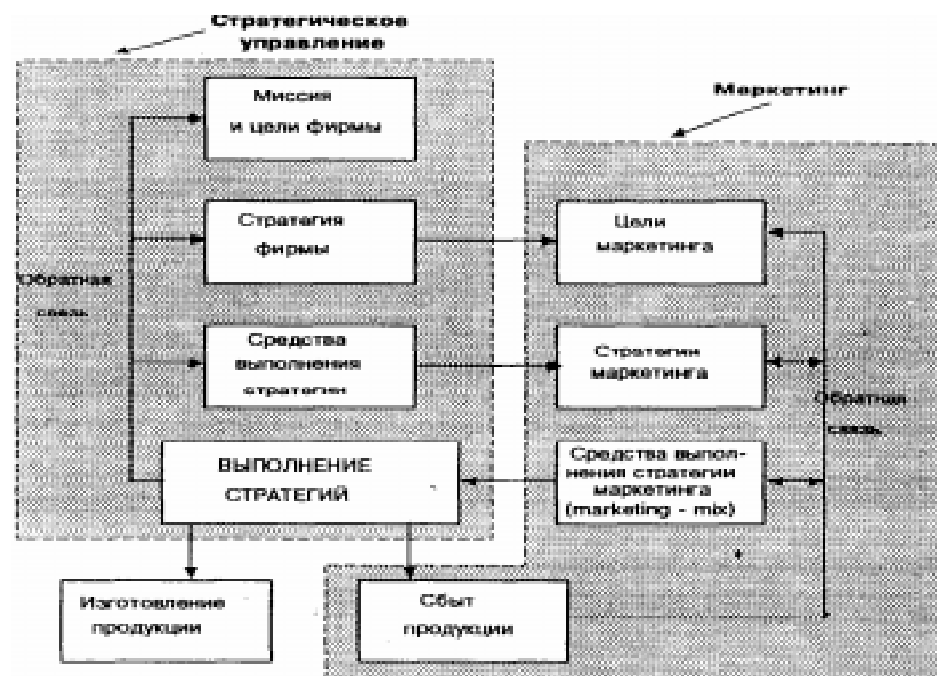 Стратегическое
управление
Миссия
и цели фирмы
Маркетинг
Стратегия
фирмы
Цели
маркетинга
Обратная
связь
Средства
выполнения
стратегии
Стратегии
маркетинга
Обратная
связь
ВЫПОЛНЕНИЕ
СТРАТЕГИЙ
Средства выпол-
нения стратегии
маркетинга
(marketing - mix)
Изготовление
продукции
Сбыт
продукции